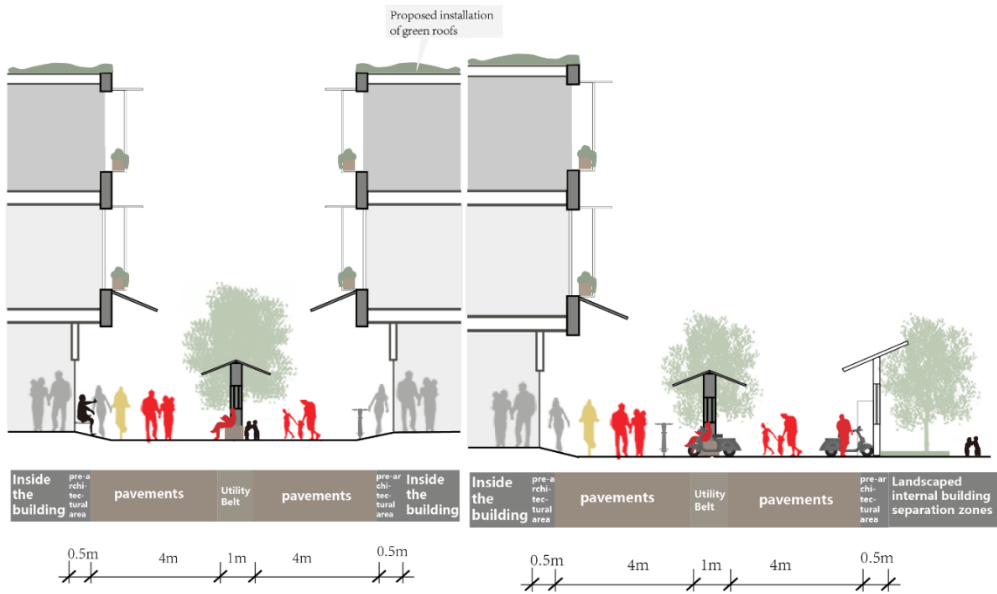 Proposed installation
of green roofs
Inside
the
building
pre-a
rchi-
tec-
tural
area
pavements
Utility
Belt
pavements
pre-a
rchi-
tec-
tural
area
Inside
the
building
0.5m
4m
1m
4m
0.5m
Inside
the
building
pre-ar
chi-
tec-
tural
area
pavements
Utility
Belt
pavements
pre-ar
chi-
tec-
tural
area
Landscaped
internal building
separation zones
0.5m
4m
1m
4m
0.5m